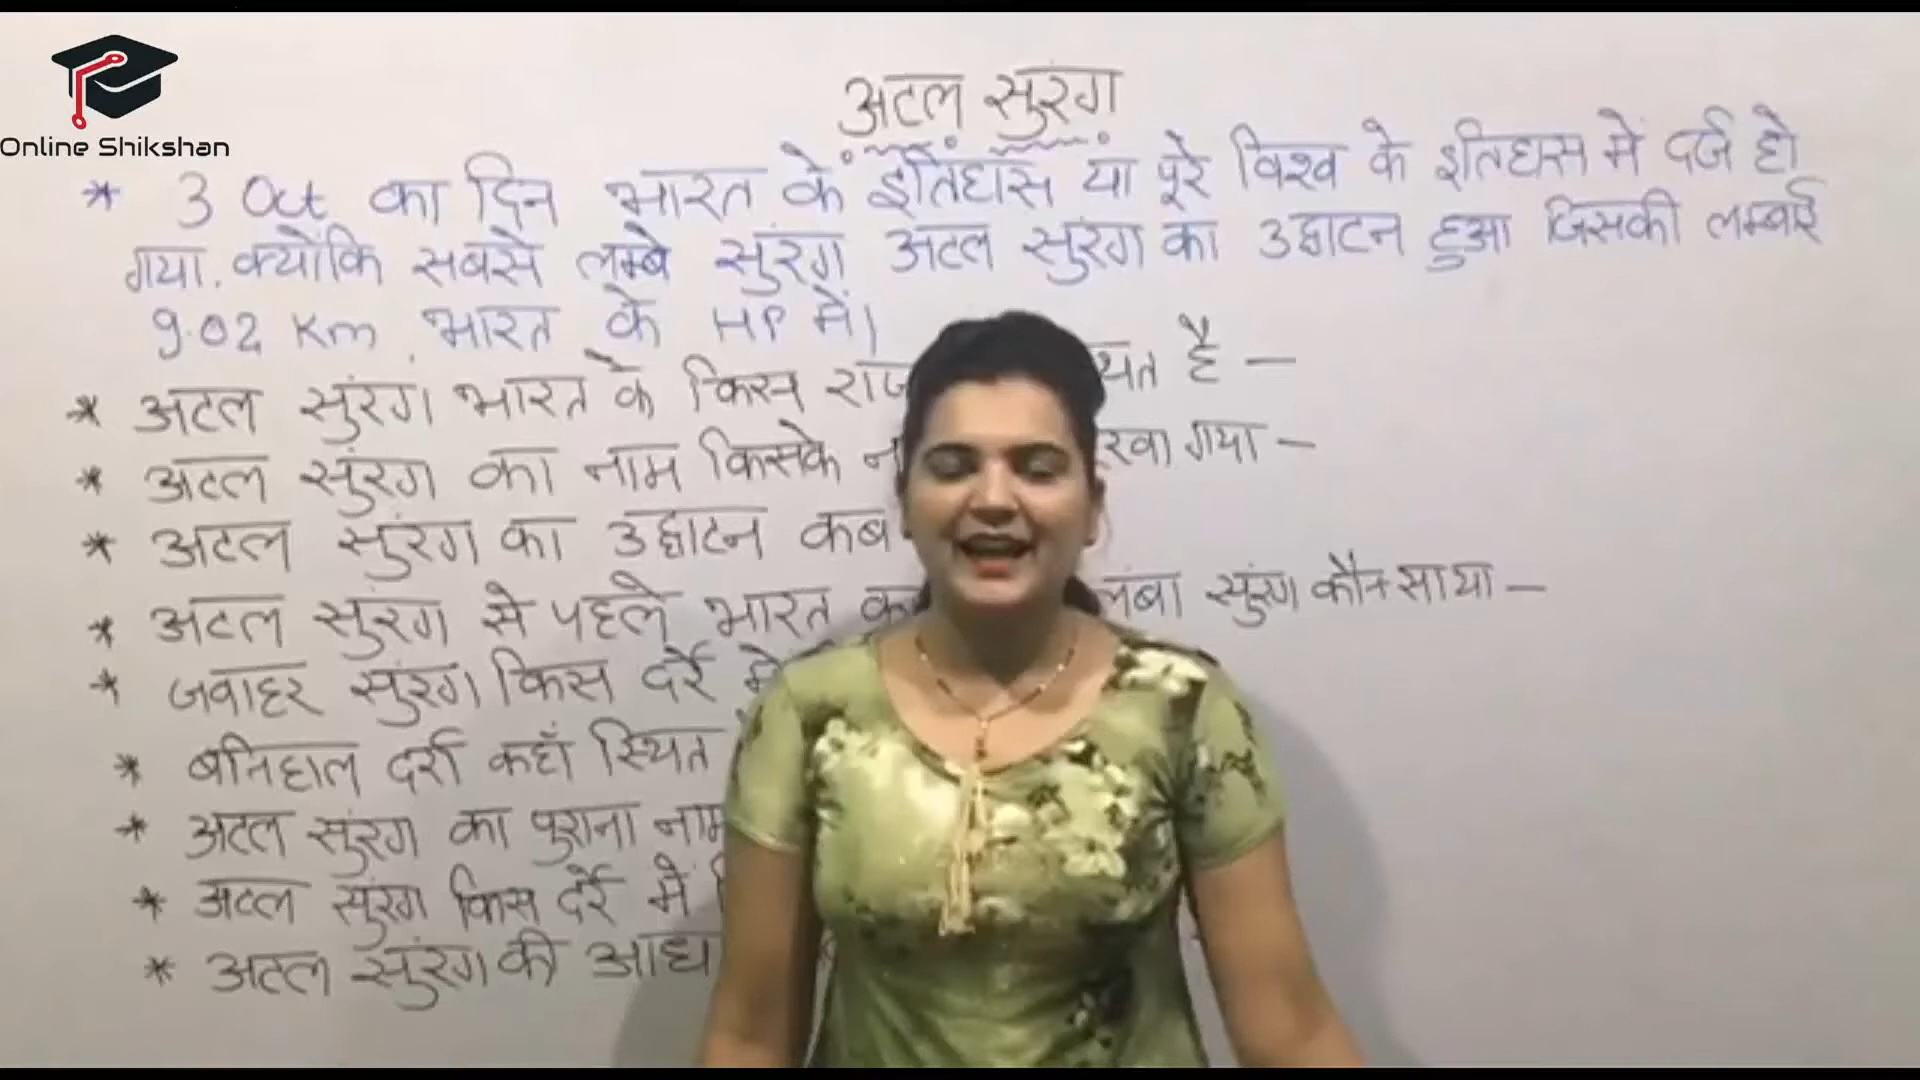 Online Shikshan
अटल सुरंग
* 3 Oct का दिन भारत के इतिहास या पूरे विश्व के इतिहास में दर्ज हो
गया. क्योंकि सबसे लम्बे सुरंग अटल सुरंग का उद्घाटन हुआ जिसकी लम्बाई
9.02 Km भारत के HP में।
* अटल सुरंग भारत के किस है —
* अटल सुरंग का नाम किसके गया —
* अटल सुरंग का उद्घाटन कब
* अटल सुरंग से पहले भारत लंबा सुरंग कौन सा था —
* जवाहर सुरंग किस दर्रे
* बनिहाल दर्रा कहाँ स्थित
* अटल सुरंग का पुराना नाम
* अटल सुरंग किस दर्रे में
* अटल सुरंग की